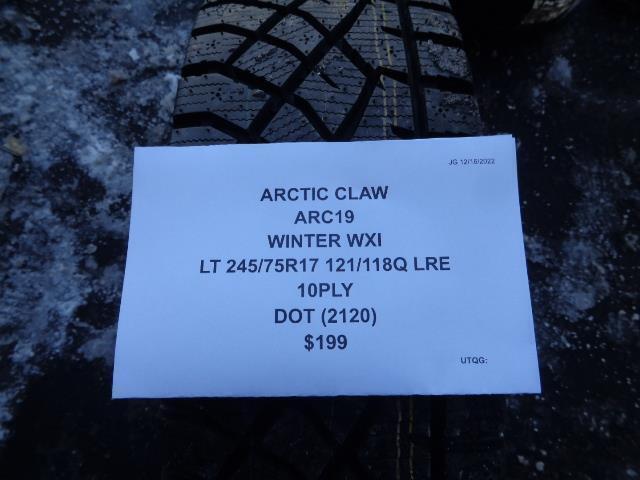 JG 12/16/2022
ARCTIC CLAW
ARC19
WINTER WXI
LT 245/75R17 121/118Q LRE
10PLY
DOT (2120)
$199
UTQG: